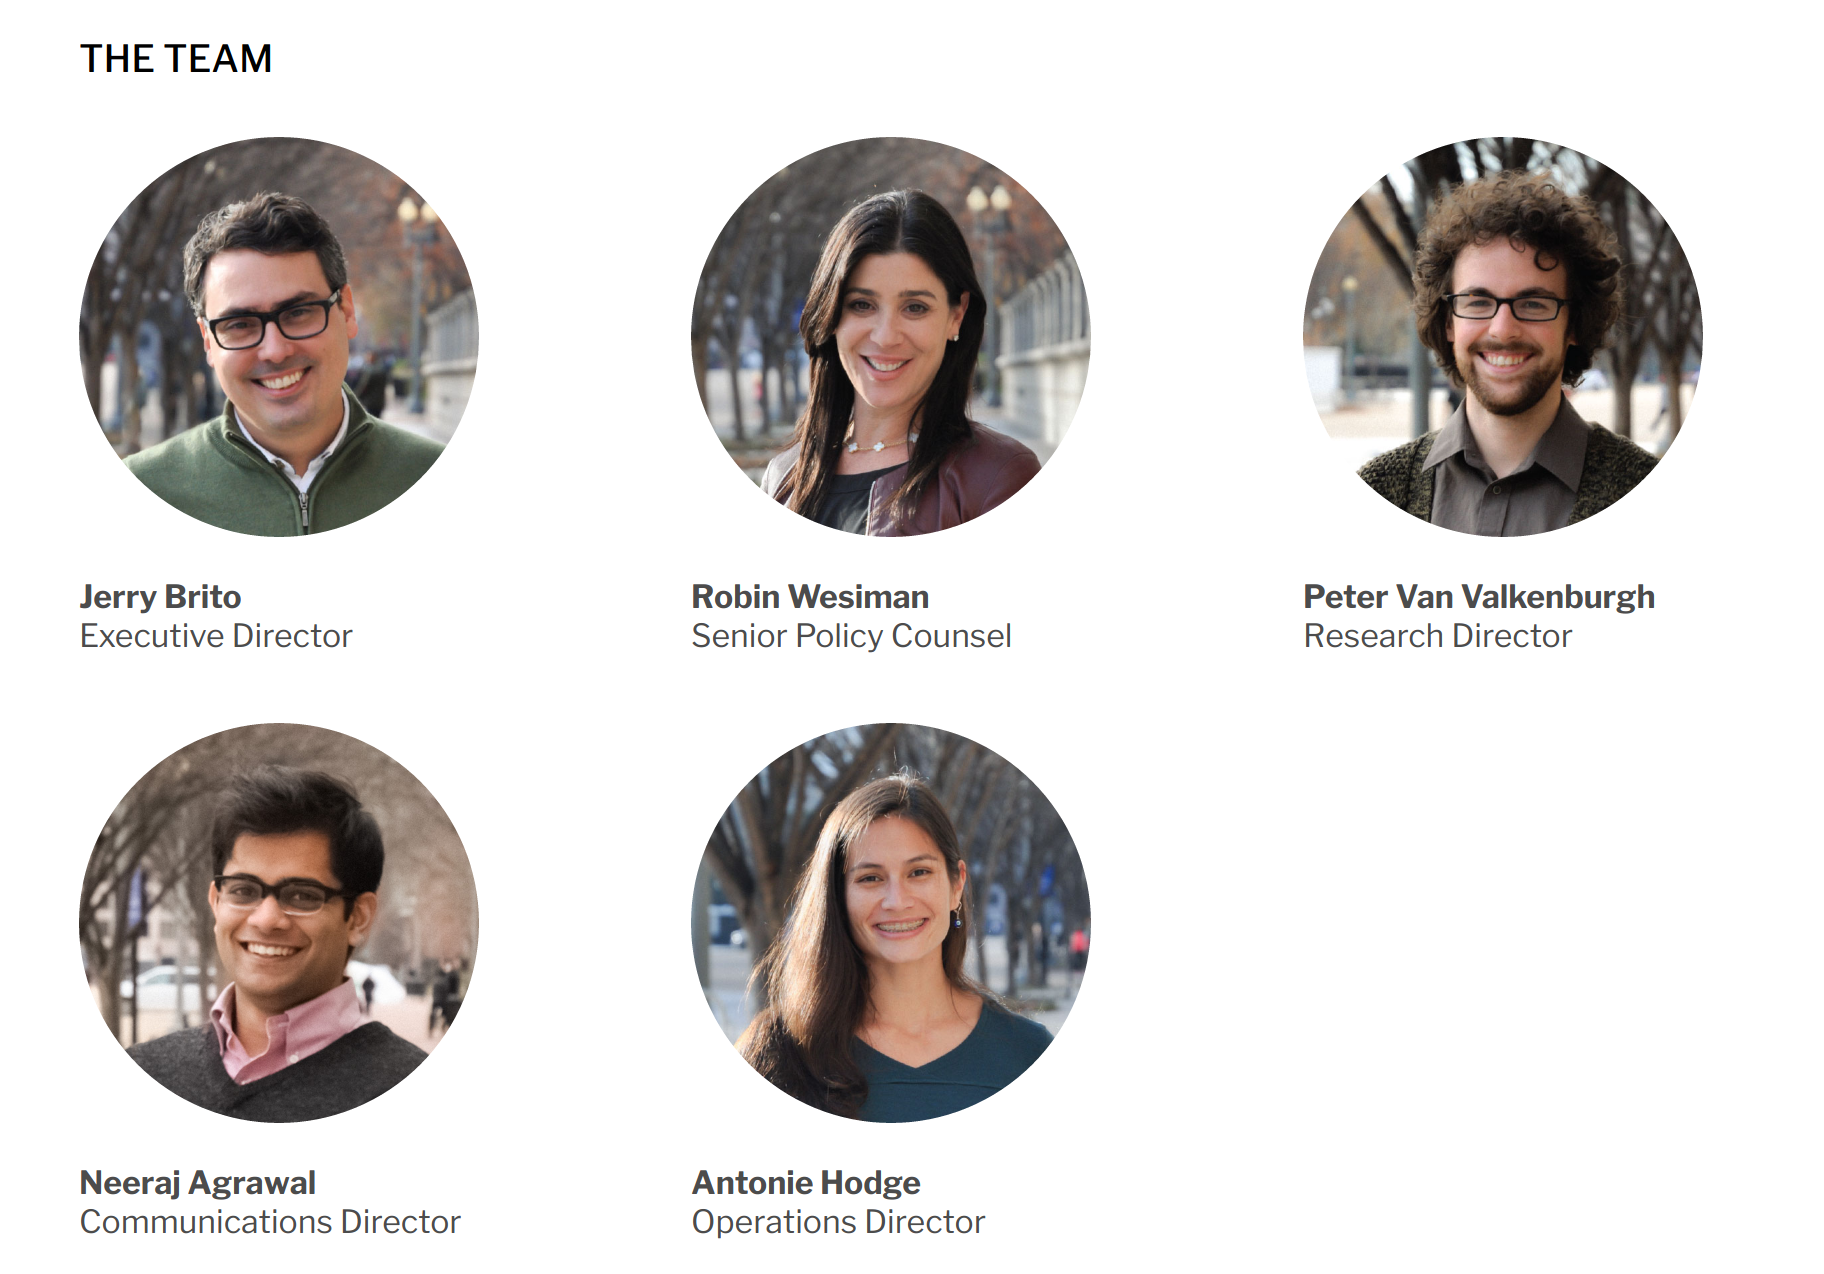 THE TEAM
Jerry Brito
Executive Director
Robin Wesiman
Senior Policy Counsel
Peter Van Valkenburgh
Research Director
Neeraj Agrawal
Communications Director
Antonie Hodge
Operations Director